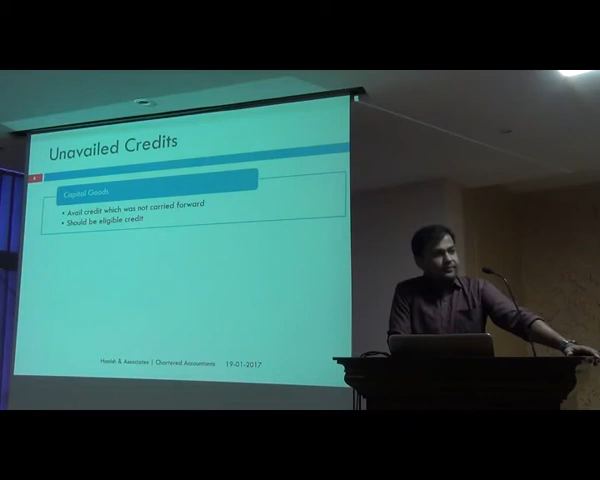 Unavailed Credits
Capital Goods
• Avail credit which was not carried forward
• Should be eligible credit
& Associates | Chartered Accountants 19-01-2017